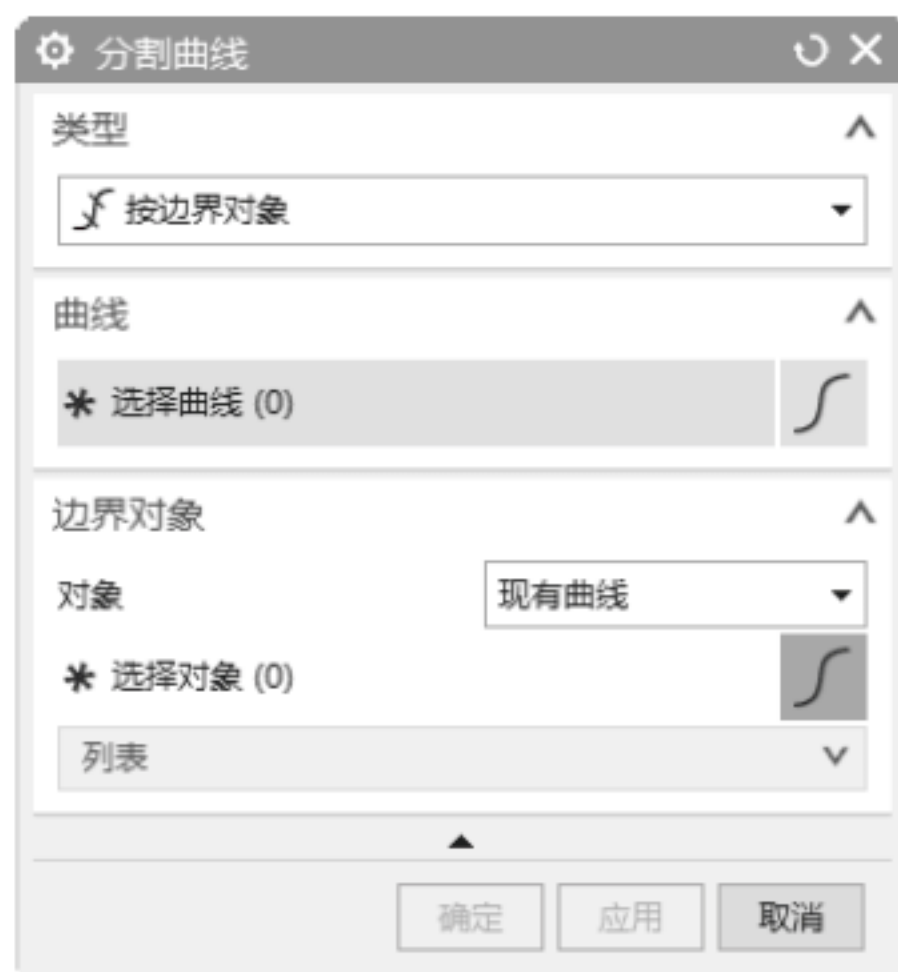 分割曲线
类型
按边界对象
曲线
* 选择曲线 (0)
边界对象
对象 现有曲线
* 选择对象 (0)
列表
确定 应用 取消